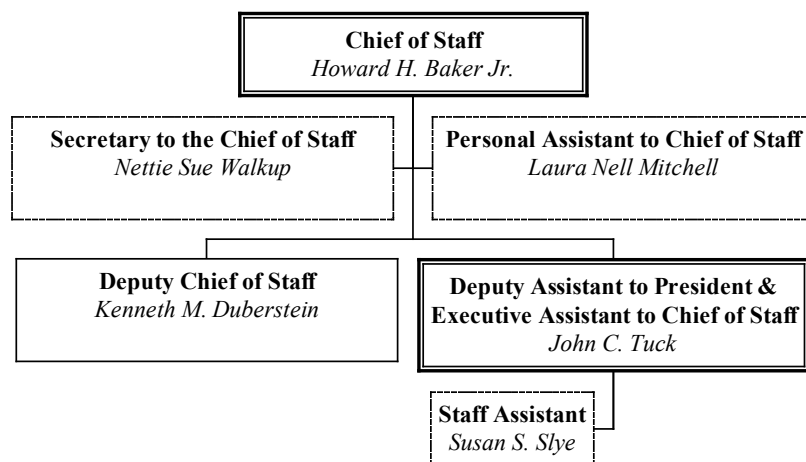 Chief of Staff
Howard H. Baker Jr.
Secretary to the Chief of Staff
Nettie Sue Walkup
Personal Assistant to Chief of Staff
Laura Nell Mitchell
Deputy Chief of Staff
Kenneth M. Duberstein
Deputy Assistant to President &
Executive Assistant to Chief of Staff
John C. Tuck
Staff Assistant
Susan S. Slye